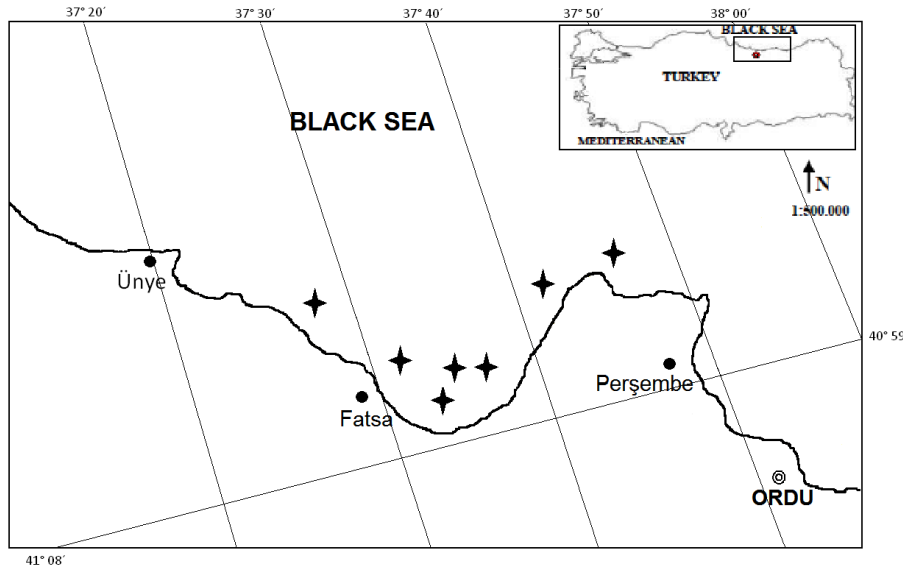 37° 20´
37° 30´
37° 40´
37° 50´
38° 00´
BLACK SEA
TURKEY
MEDITERRANEAN
BLACK SEA
N
1:500.000
Ünye
40° 59´
Perşembe
Fatsa
ORDU
41° 08´